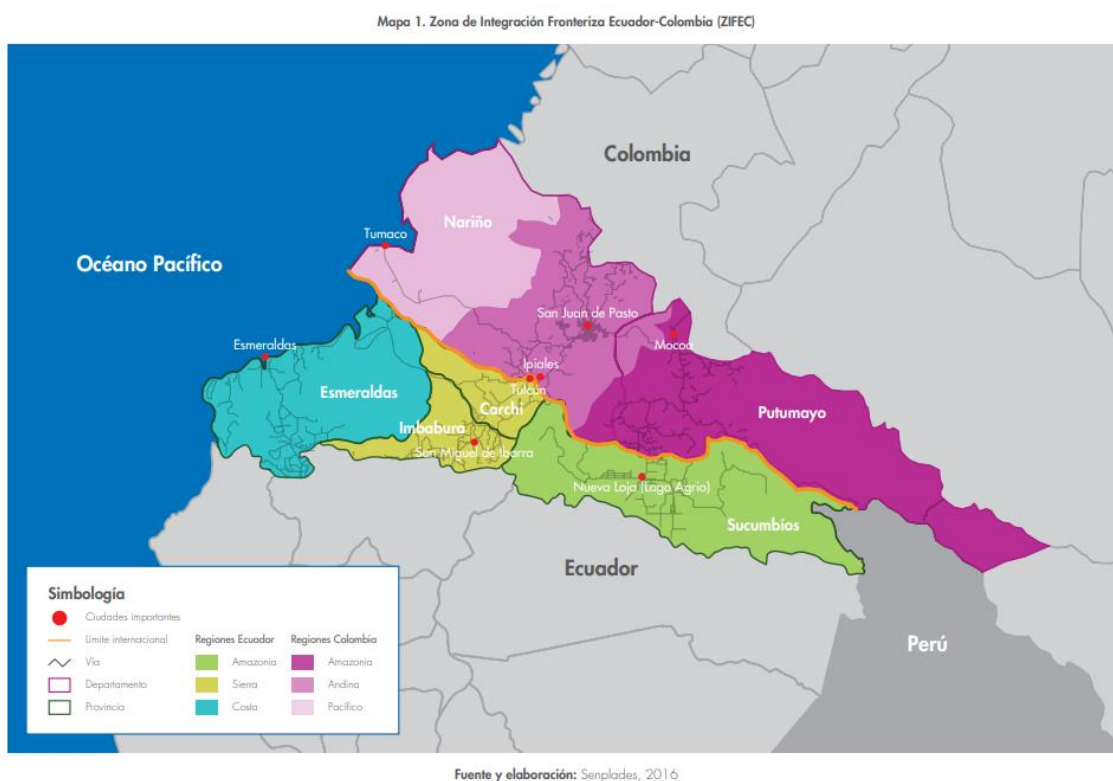 Mapa 1. Zona de Integración Fronteriza Ecuador-Colombia (ZIFEC)
Colombia
Nariño
Tumaco
Océano Pacífico
San Juan de Pasto
Mocoa
Esmeraldas
Ipiales
Tulcán
Esmeraldas
Carchi
Putumayo
Imbabura
San Miguel de Ibarra
Nueva Loja (Lago Agrio)
Sucumbíos
Ecuador
Perú
Simbología
Ciudades importantes
Límite internacional
Vía
Departamento
Provincia
Regiones Ecuador
Amazonia
Sierra
Costa
Regiones Colombia
Amazonia
Andina
Pacífico
Fuente y elaboración: Senplades, 2016